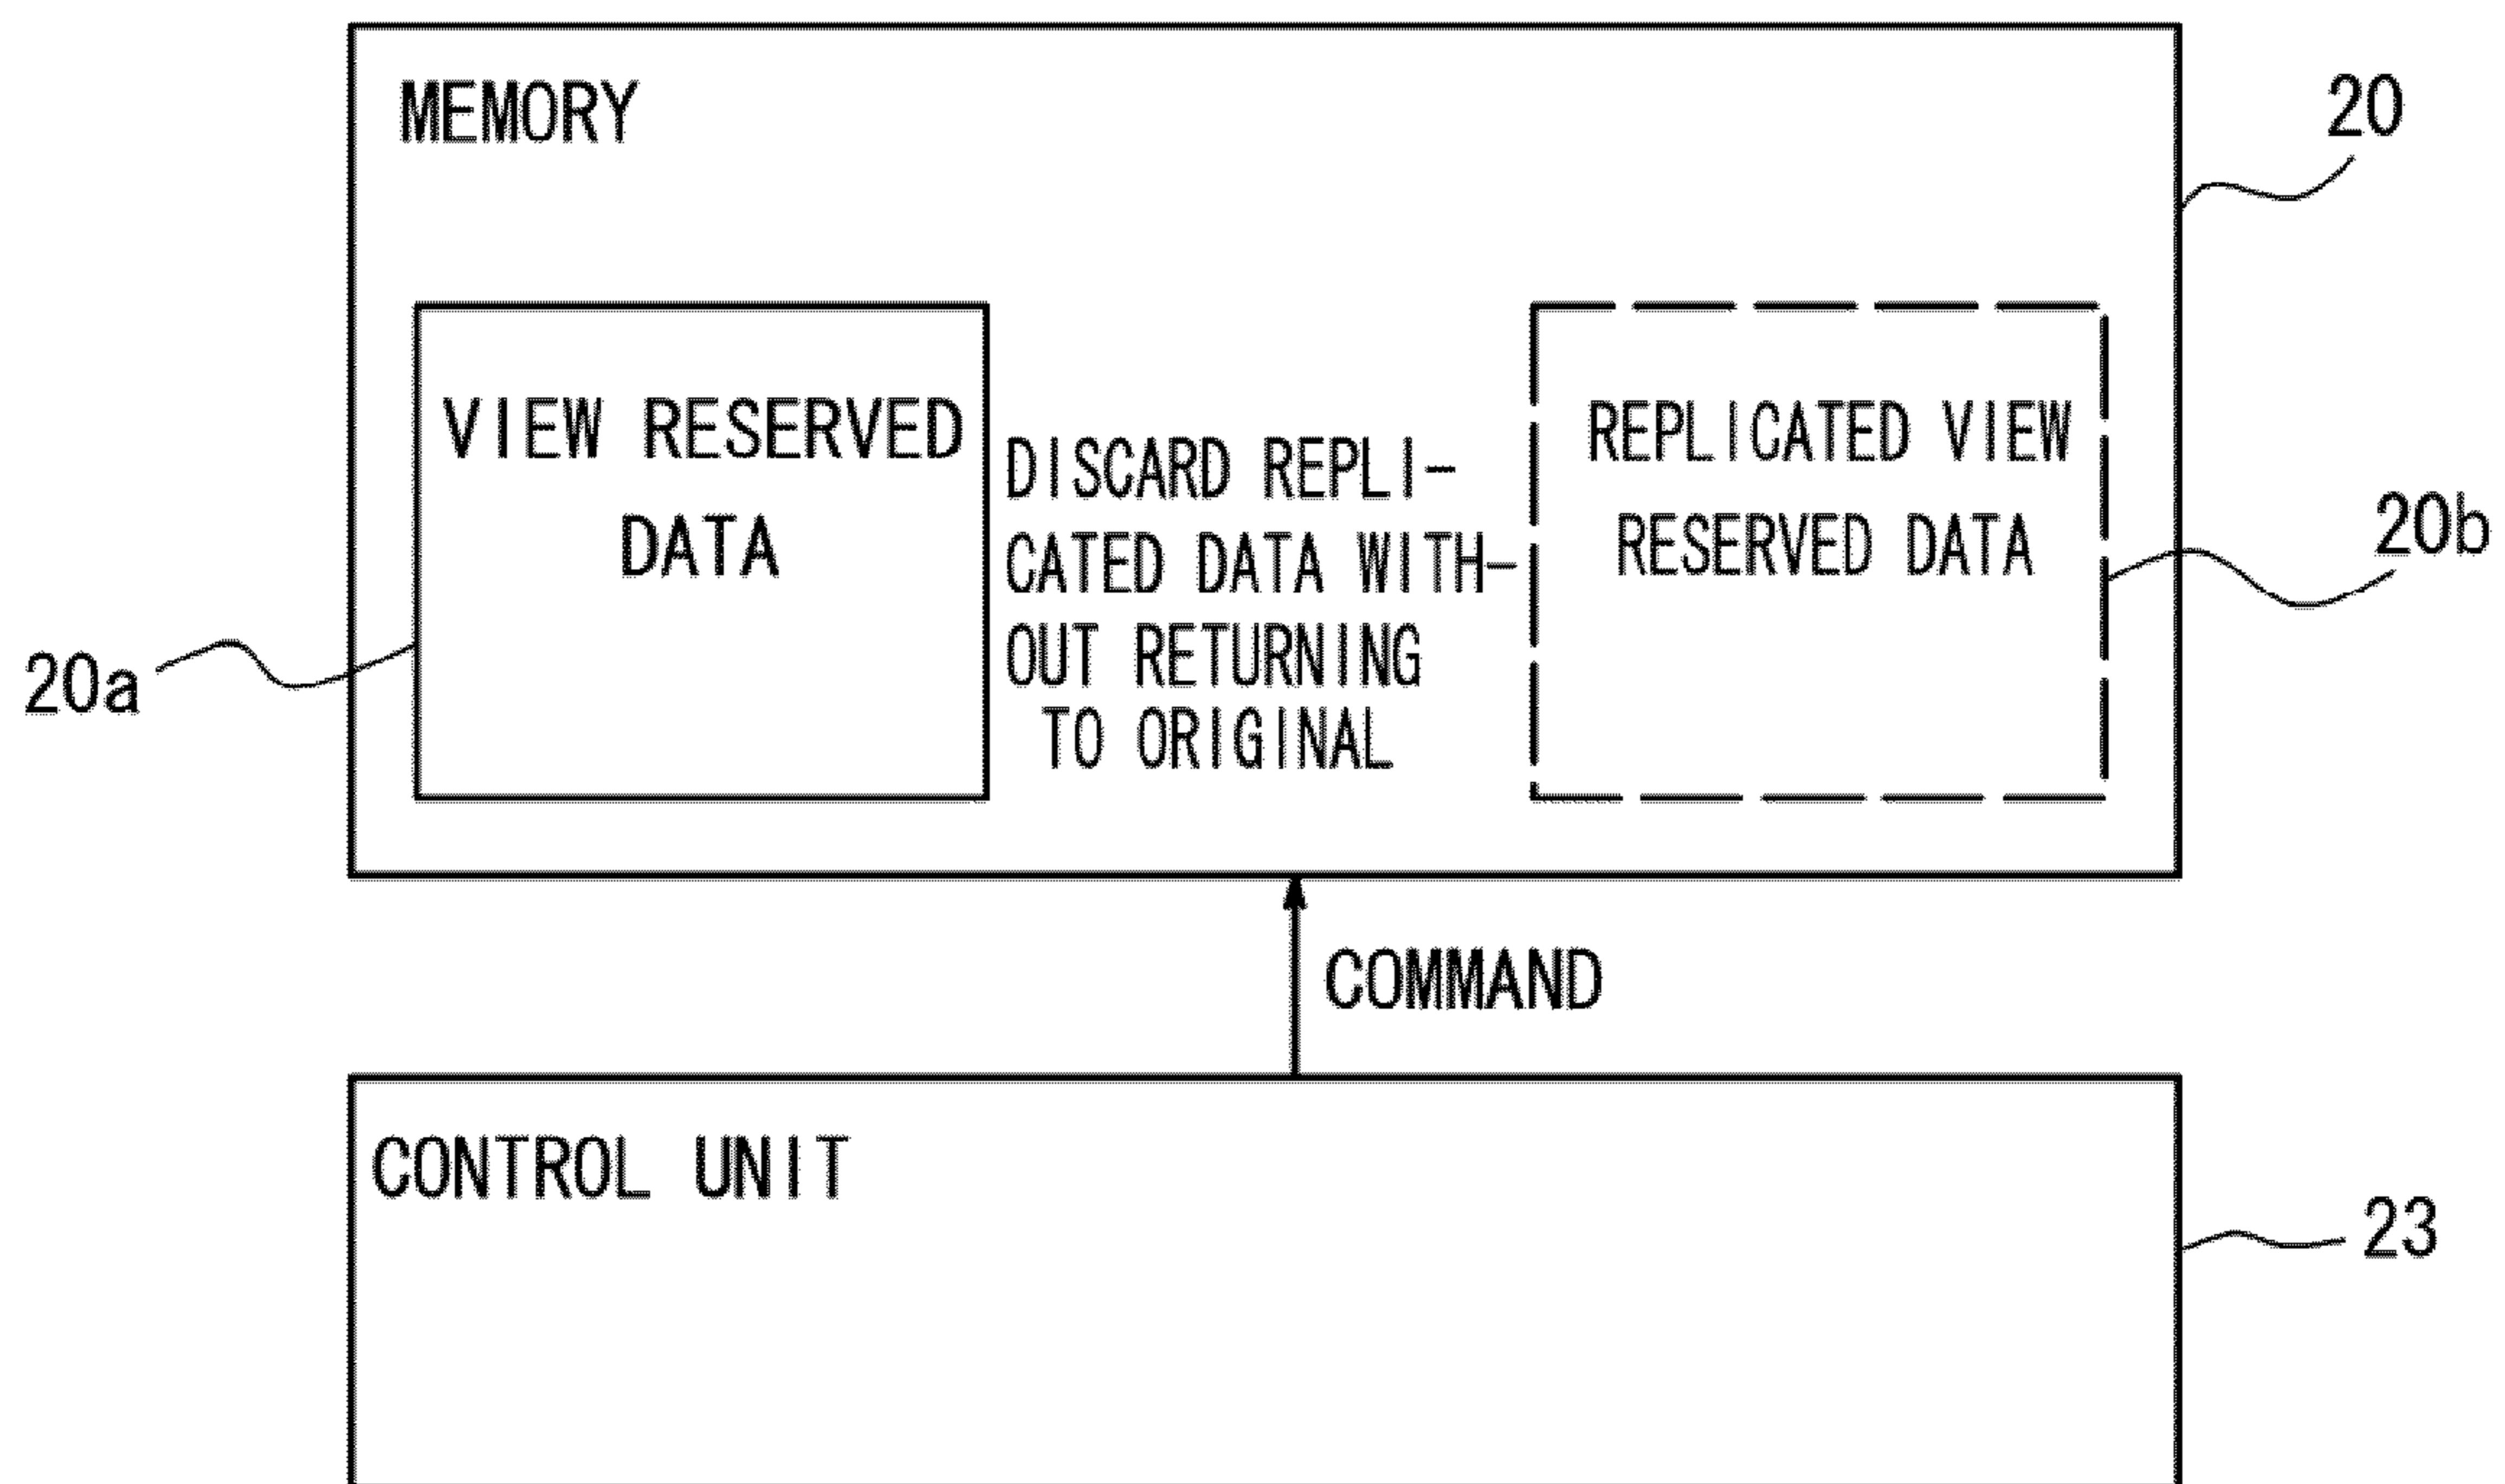 MEMORY
20
VIEW RESERVED
DATA
DISCARD REPLI-
CATED DATA WITH-
OUT RETURNING
TO ORIGINAL
REPLICATED VIEW
RESERVED DATA
20b
20a
COMMAND
CONTROL UNIT
23